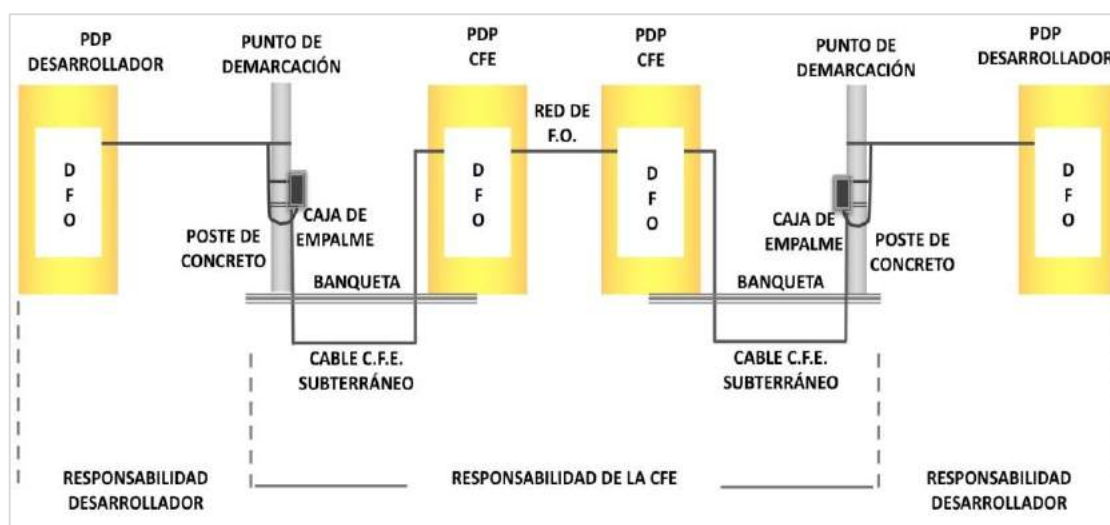 PDP
DESARROLLADOR
PUNTO DE
DEMARCACIÓN
PDP
CFE
PDP
CFE
PUNTO DE
DEMARCACIÓN
PDP
DESARROLLADOR
RED DE
F.O.
D
F
O
D
F
O
D
F
O
D
F
O
CAJA DE
EMPALME
POSTE DE
CONCRETO
BANQUETA
CAJA DE
EMPALME
POSTE DE
CONCRETO
BANQUETA
CABLE C.F.E.
SUBTERRÁNEO
CABLE C.F.E.
SUBTERRÁNEO
RESPONSABILIDAD
DESARROLLADOR
RESPONSABILIDAD DE LA CFE
RESPONSABILIDAD
DESARROLLADOR